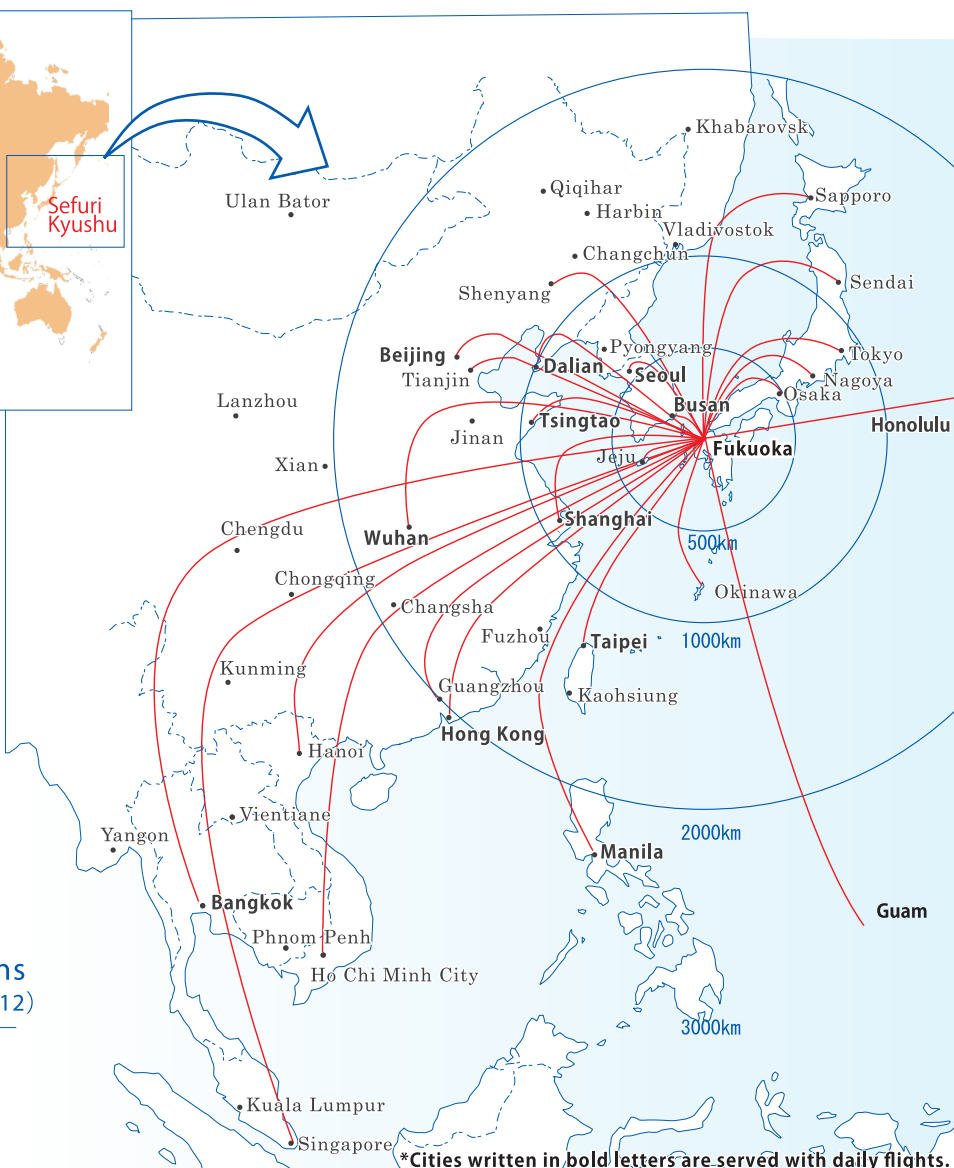 Sefuri
Kyushu
Khabarovsk
Qiqihar
Ulan Bator
Sapporo
Harbin
Vladivostok
Changchun
Sendai
Shenyang
Pyongyang
Tokyo
Beijing
Dalian
Tianjin
Seoul
Nagoya
Osaka
Lanzhou
Busan
Tsingtao
Honolulu
Jinan
Fukuoka
Jeju
Xian
Shanghai
Chengdu
Wuhan
500km
Chongqing
Okinawa
Changsha
Fuzhou
Taipei
1000km
Kunming
Guangzhou
Kaohsiung
Hong Kong
Hanoi
Vientiane
2000km
Yangon
Manila
Bangkok
Guam
Phnom Penh
ns
Ho Chi Minh City
12)
3000km
Kuala Lumpur
Singapore
*Cities written in bold letters are served with daily flights.